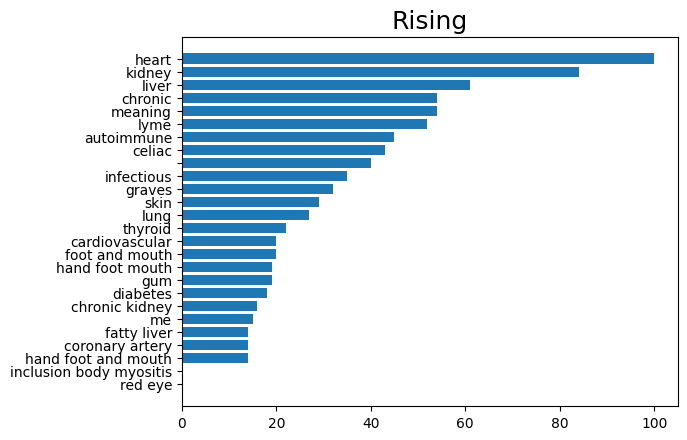 Rising
heart
kidney
liver
chronic
meaning
lyme
autoimmune
celiac
infectious
graves
skin
lung
thyroid
cardiovascular
foot and mouth
hand foot mouth
gum
diabetes
chronic kidney
me
fatty liver
coronary artery
hand foot and mouth
inclusion body myositis
red eye
0 20 40 60 80 100